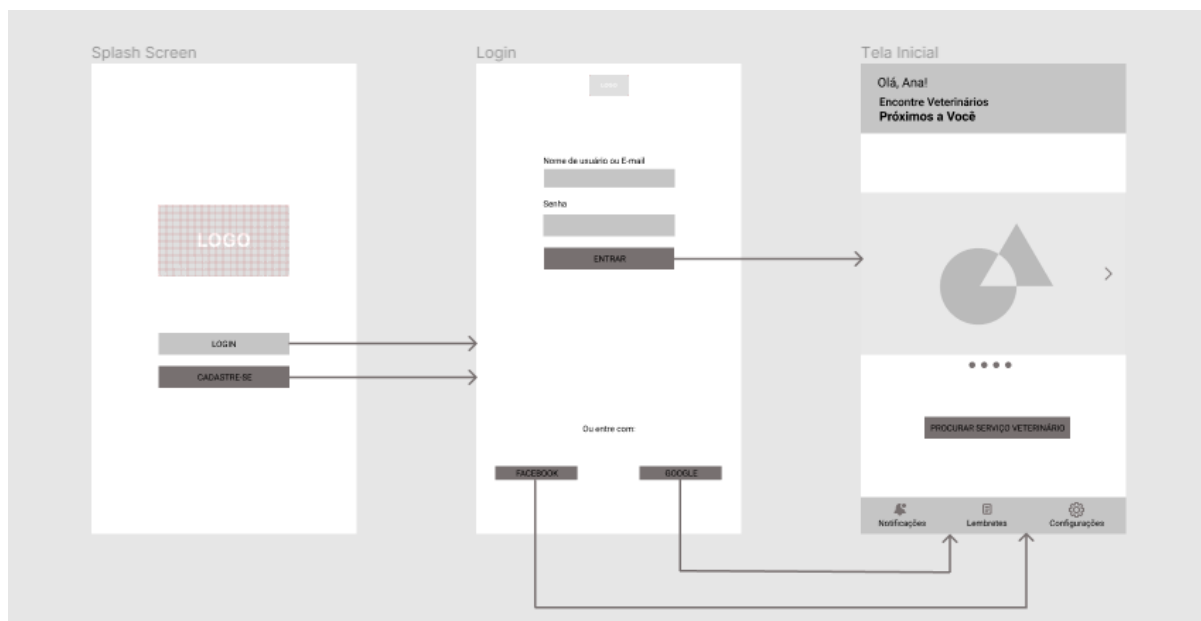 Splash Screen
LOGO
LOGIN
CADASTRE-SE
Login
LOGO
Nome de usuário ou E-mail
Senha
ENTRAR
Ou entre com:
FACEBOOK
GOOGLE
Tela Inicial
Olá, Ana!
Encontre Veterinários
Próximos a Você
PROCURAR SERVIÇO VETERINÁRIO
Notificações
Lembretes
Configurações